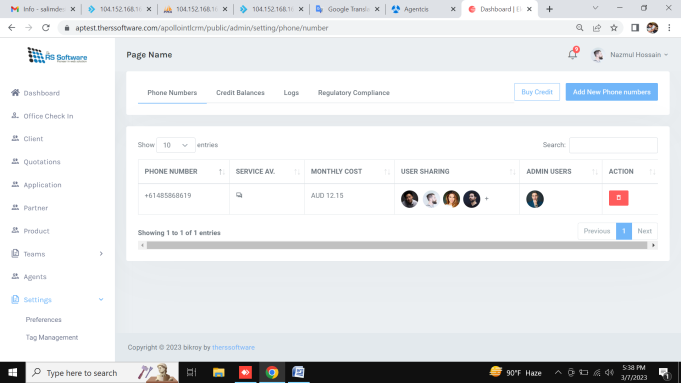 Info - salimdes
104.152.168.16
104.152.168.16
104.152.168.16
Google Transla
Agentcis
Dashboard | I
aptest.therssoftware.com/apollointlcrm/public/admin/setting/phone/number
RS Software
Page Name
Nazmul Hossain
Phone Numbers
Credit Balances
Logs
Regulatory Compliance
Buy Credit
Add New Phone numbers
Dashboard
Office Check In
Client
Quotations
Application
Partner
Product
Teams
Agents
Settings
Preferences
Tag Management
Show 10 entries
Search:
PHONE NUMBER
SERVICE AV.
MONTHLY COST
USER SHARING
ADMIN USERS
ACTION
+61485868619
AUD 12.15
+
Showing 1 to 1 of 1 entries
Previous 1 Next
Copyright © 2023 bikroy by therssoftware
Type here to search
90°F Haze
5:38 PM
3/7/2023